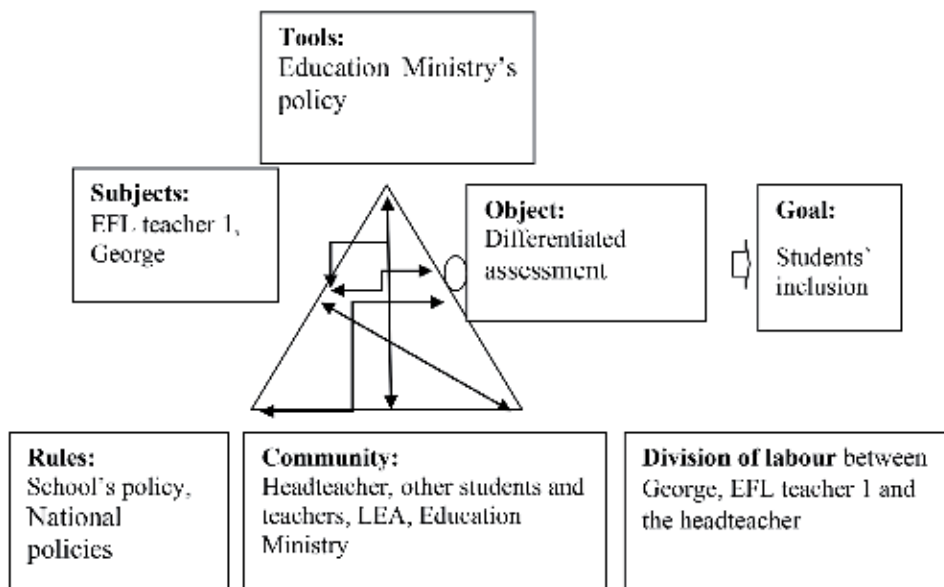 Tools:
Education Ministry's
policy
Subjects:
EFL teacher 1,
George
Object:
Differentiated
assessment
Goal:
Students`
inclusion
Rules:
School's policy,
National
policies
Community:
Headteacher, other students and
teachers, LEA, Education
Ministry
Division of labour between
George, EFL teacher 1 and
the headteacher